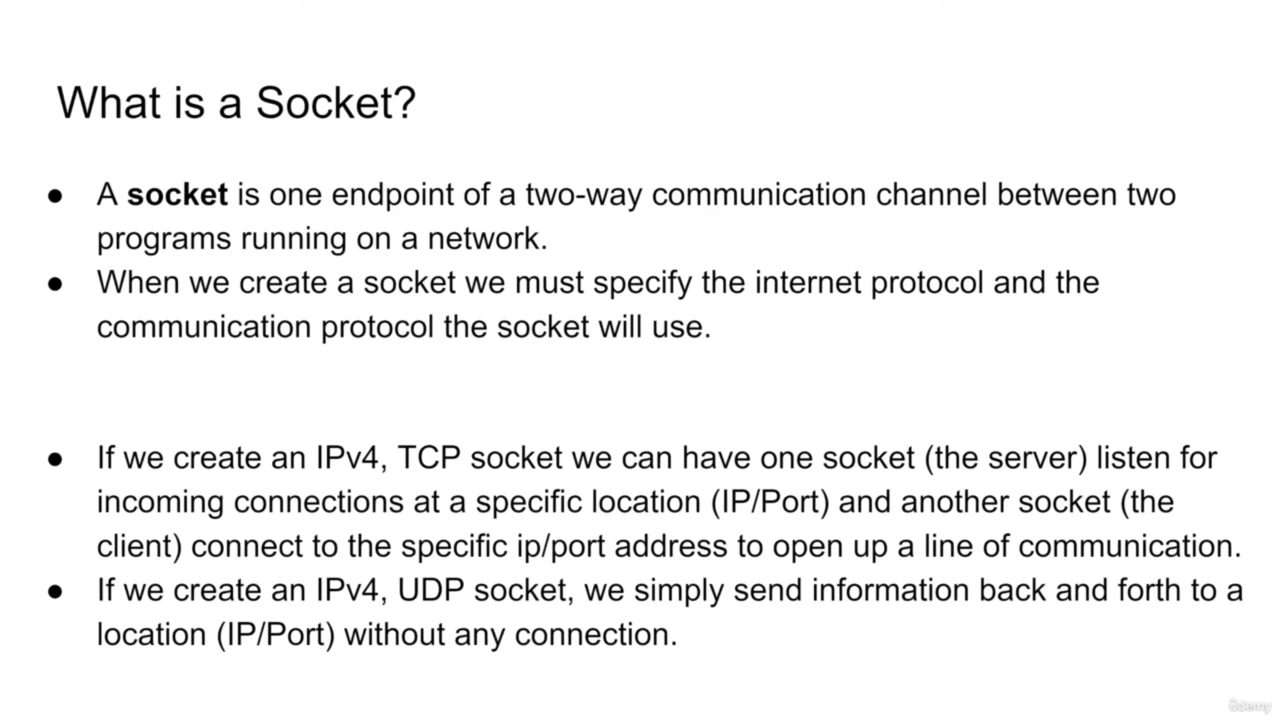 What is a Socket?
● A socket is one endpoint of a two-way communication channel between two
programs running on a network.
● When we create a socket we must specify the internet protocol and the
communication protocol the socket will use.
● If we create an IPv4, TCP socket we can have one socket (the server) listen for
incoming connections at a specific location (IP/Port) and another socket (the
client) connect to the specific ip/port address to open up a line of communication.
● If we create an IPv4, UDP socket, we simply send information back and forth to a
location (IP/Port) without any connection.
ûdemy